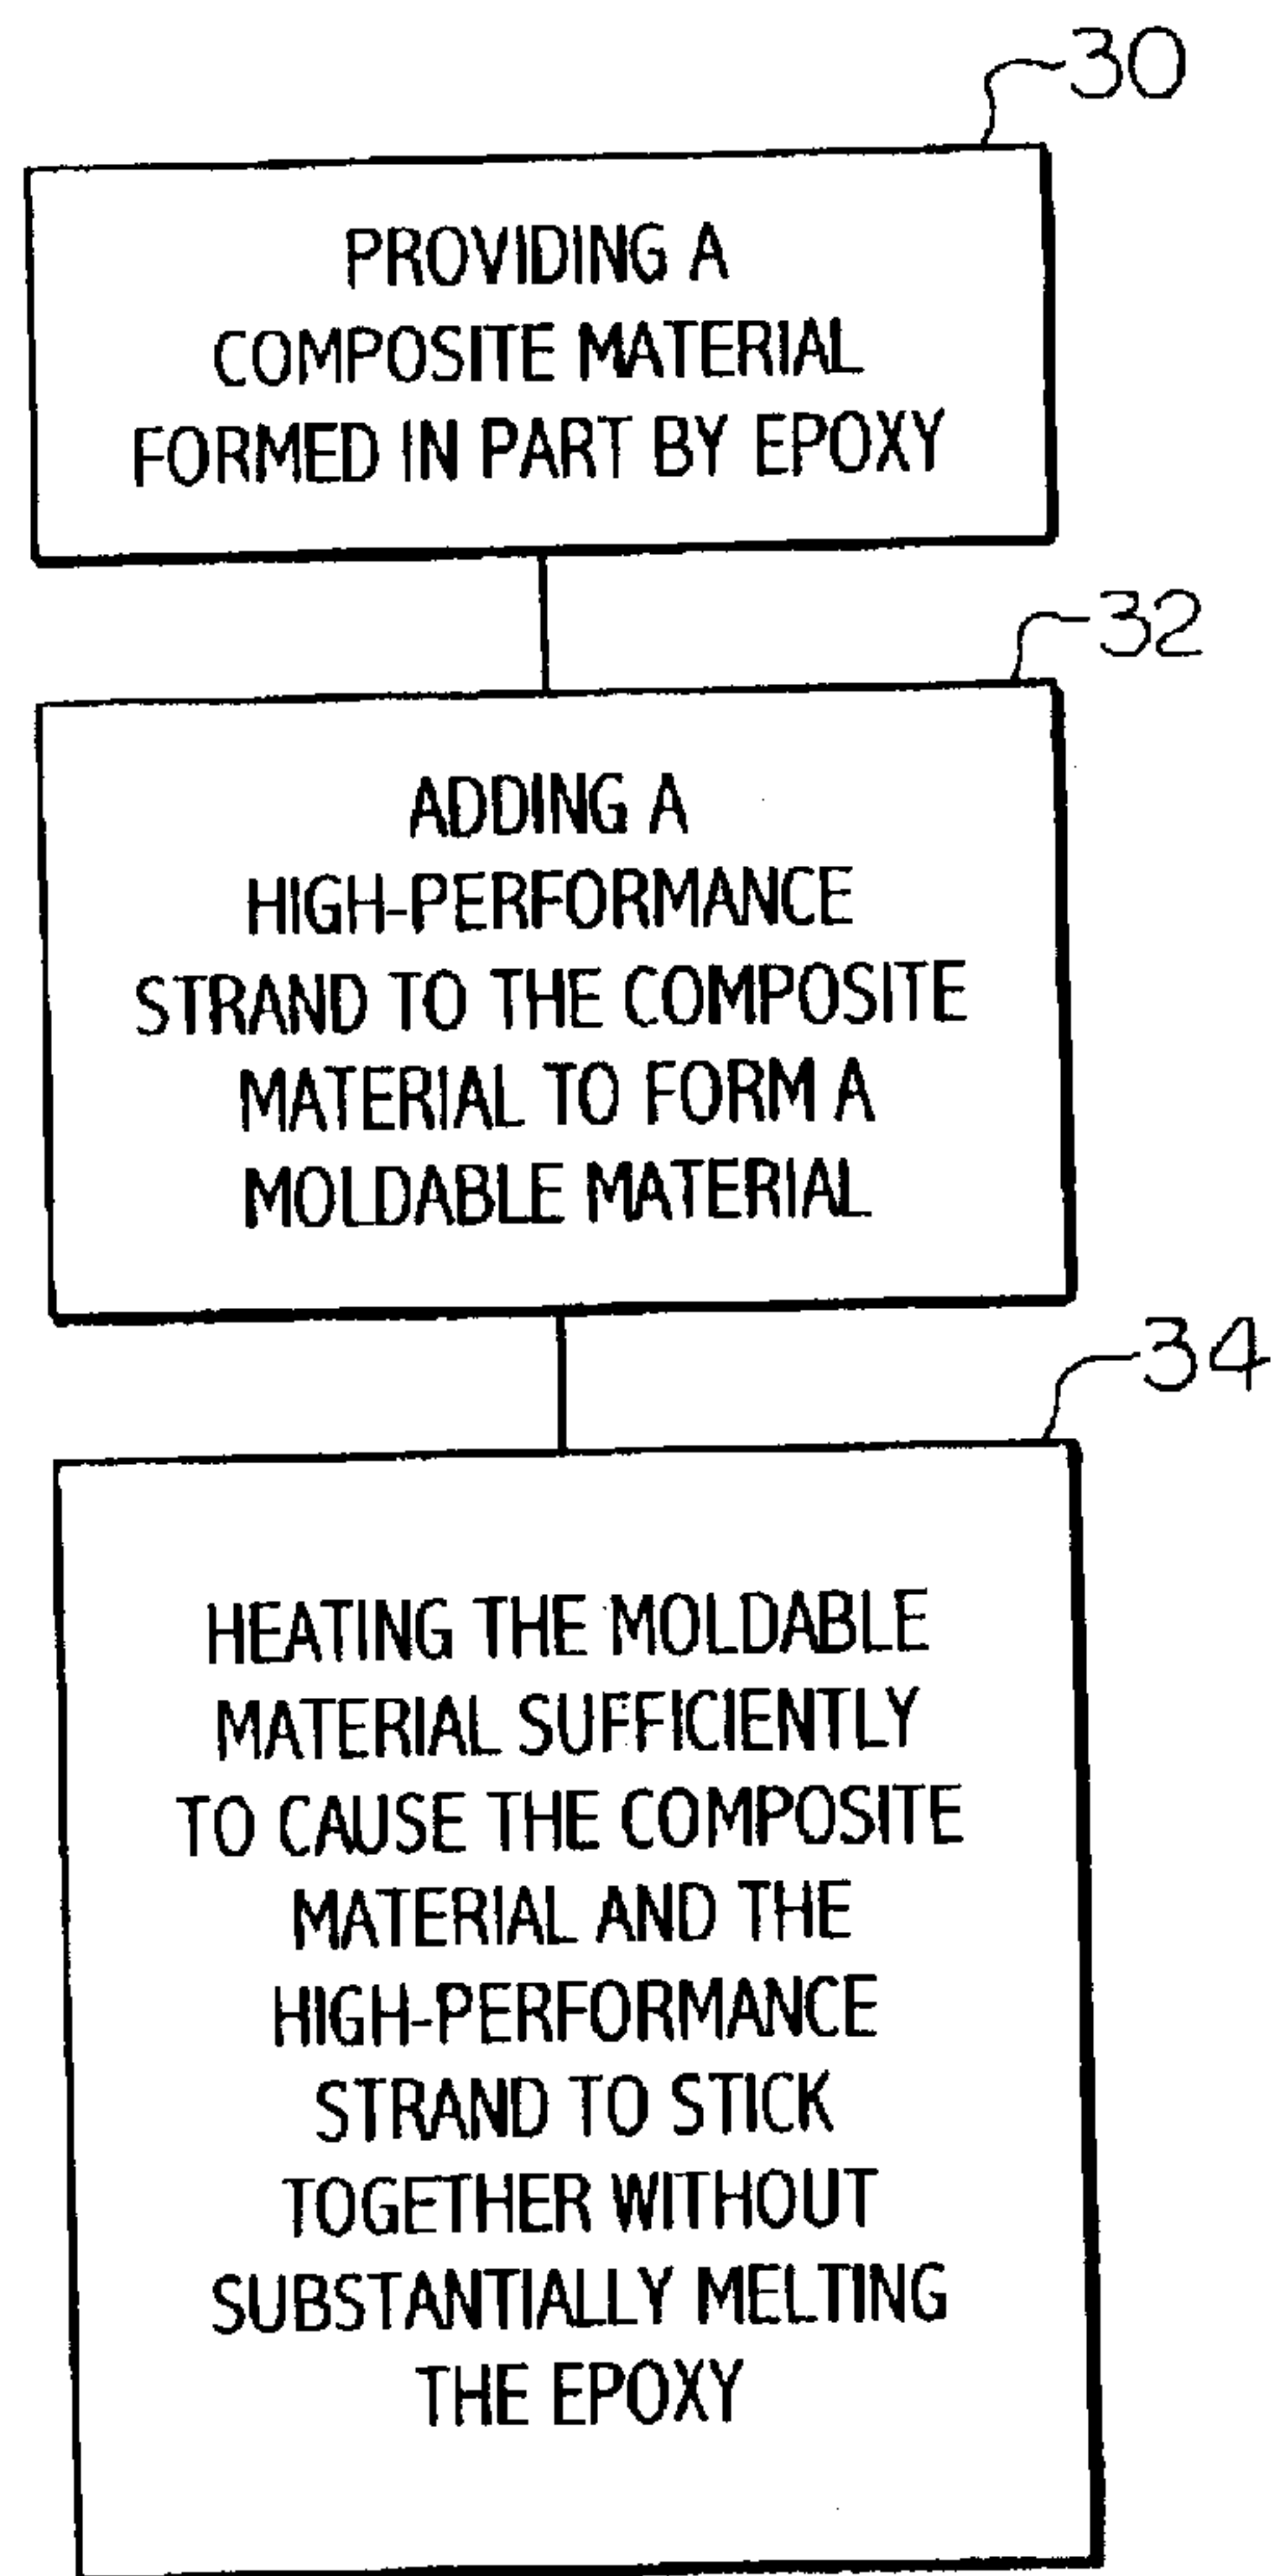 30
PROVIDING A
COMPOSITE MATERIAL
FORMED IN PART BY EPOXY
32
ADDING A
HIGH-PERFORMANCE
STRAND TO THE COMPOSITE
MATERIAL TO FORM A
MOLDABLE MATERIAL
34
HEATING THE MOLDABLE
MATERIAL SUFFICIENTLY
TO CAUSE THE COMPOSITE
MATERIAL AND THE
HIGH-PERFORMANCE
STRAND TO STICK
TOGETHER WITHOUT
SUBSTANTIALLY MELTING
THE EPOXY